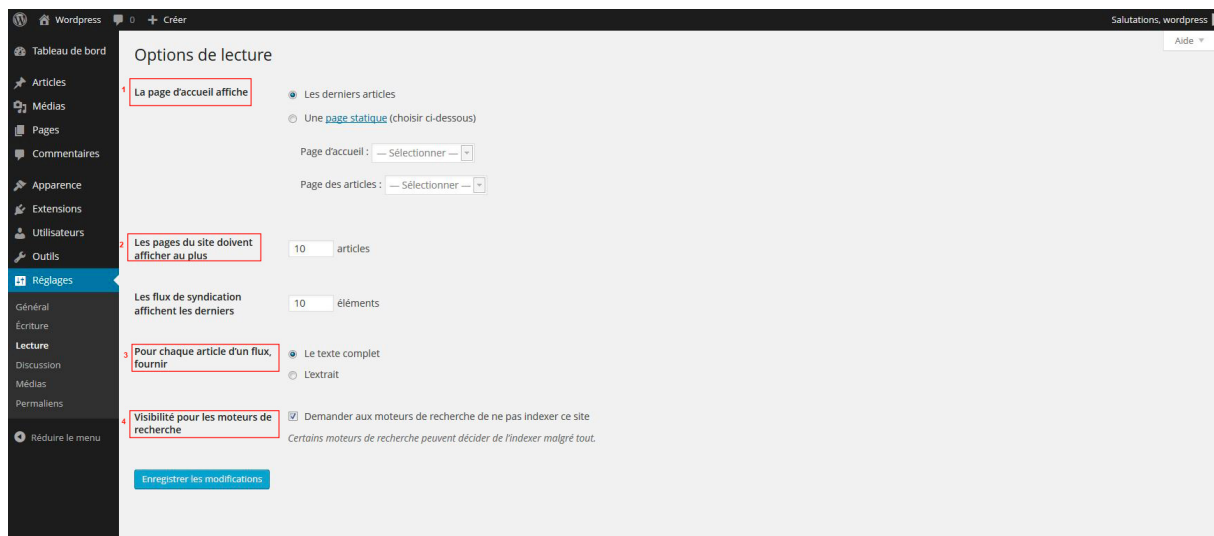 Wordpress 0 + Créer Salutations, wordpress
Aide
Tableau de bord
Articles
Médias
Pages
Commentaires
Apparence
Extensions
Utilisateurs
Outils
Réglages
Général
Écriture
Lecture
Discussion
Médias
Permaliens
Réduire le menu
Options de lecture
1 La page d'accueil affiche
Les derniers articles
Une page statique (choisir ci-dessous)
Page d'accueil : — Sélectionner —
Page des articles : — Sélectionner —
2 Les pages du site doivent
afficher au plus
10 articles
Les flux de syndication
affichent les derniers
10 éléments
3 Pour chaque article d'un flux,
fournir
Le texte complet
L'extrait
4 Visibilité pour les moteurs de
recherche
Demander aux moteurs de recherche de ne pas indexer ce site
Certains moteurs de recherche peuvent décider de l'indexer malgré tout.
Enregistrer les modifications